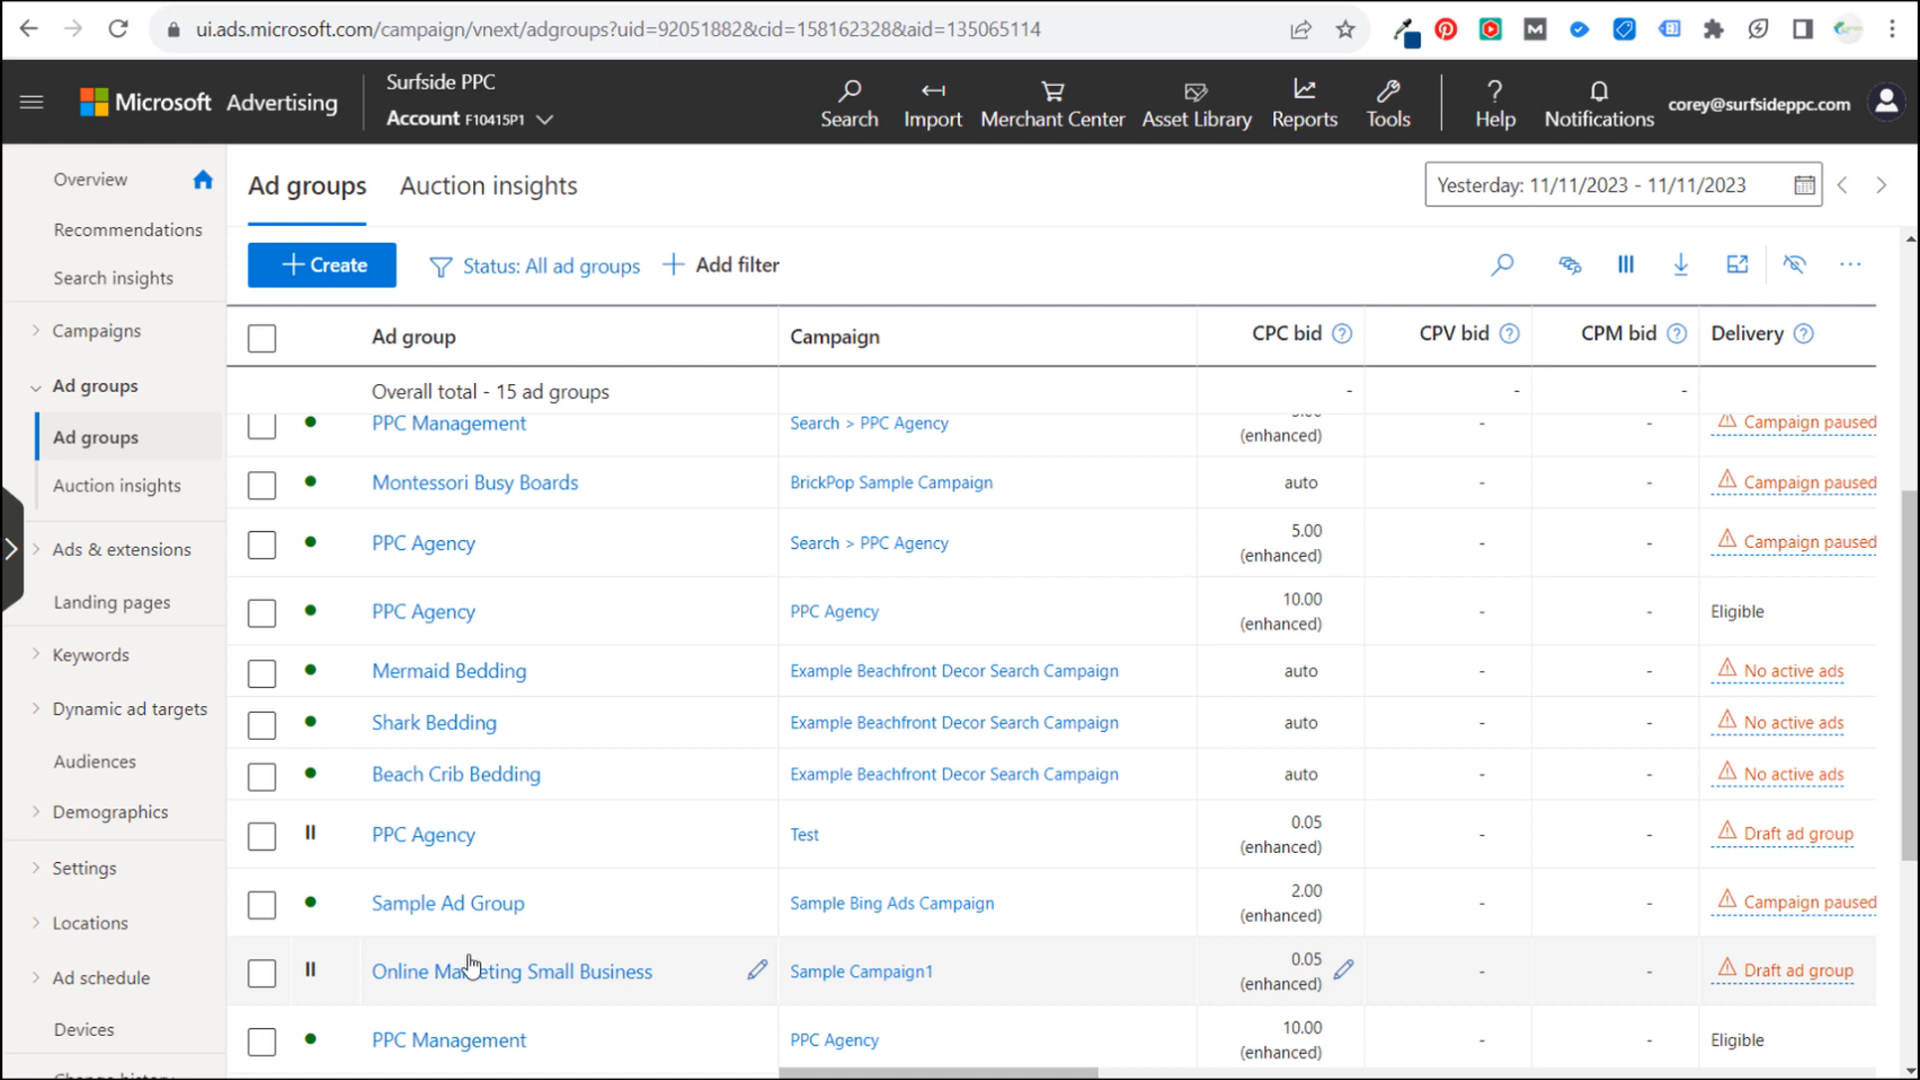 ui.ads.microsoft.com/campaign/vnext/adgroups?uid=92051882&cid=158162328&aid=135065114
Microsoft Advertising
Surfside PPC
Account F10415P1
Search
Import
Merchant Center
Asset Library
Reports
Tools
Help
Notifications
corey@surfsideppc.com
Overview
Recommendations
Search insights
Campaigns
Ad groups
Ad groups
Auction insights
Ads & extensions
Landing pages
Keywords
Dynamic ad targets
Audiences
Demographics
Settings
Locations
Ad schedule
Devices
Change history
Ad groups Auction insights
Yesterday: 11/11/2023 - 11/11/2023
+ Create
Status: All ad groups
+ Add filter
Ad group Campaign CPC bid ? CPV bid ? CPM bid ? Delivery ?
Overall total - 15 ad groups - - -
PPC Management Search > PPC Agency (enhanced) - - Campaign paused
Montessori Busy Boards BrickPop Sample Campaign auto - - Campaign paused
PPC Agency Search > PPC Agency 5.00 (enhanced) - - Campaign paused
PPC Agency PPC Agency 10.00 (enhanced) - - Eligible
Mermaid Bedding Example Beachfront Decor Search Campaign auto - - No active ads
Shark Bedding Example Beachfront Decor Search Campaign auto - - No active ads
Beach Crib Bedding Example Beachfront Decor Search Campaign auto - - No active ads
PPC Agency Test 0.05 (enhanced) - - Draft ad group
Sample Ad Group Sample Bing Ads Campaign 2.00 (enhanced) - - Campaign paused
Online Marketing Small Business Sample Campaign1 0.05 (enhanced) - - Draft ad group
PPC Management PPC Agency 10.00 (enhanced) - - Eligible